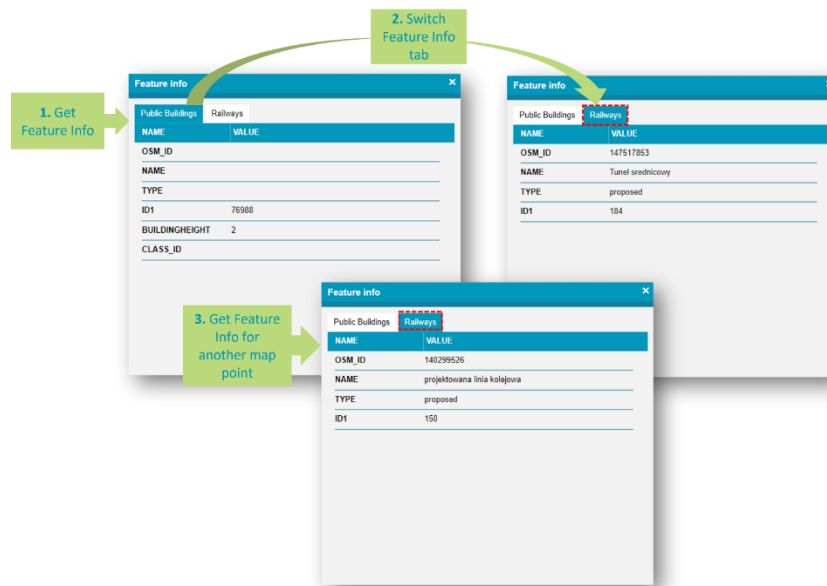 2. Switch
Feature Info
tab
1. Get
Feature Info
Feature info ×
Public Buildings Railways
NAME VALUE
OSM_ID
NAME
TYPE
ID1 76988
BUILDINGHEIGHT 2
CLASS_ID
Feature info
Public Buildings Railways
NAME VALUE
OSM_ID 147517853
NAME Tunel srednicowy
TYPE proposed
ID1 184
3. Get Feature
Info for
another map
point
Feature info ×
Public Buildings Railways
NAME VALUE
OSM_ID 140299526
NAME projektowana linia kolejowa
TYPE proposed
ID1 150